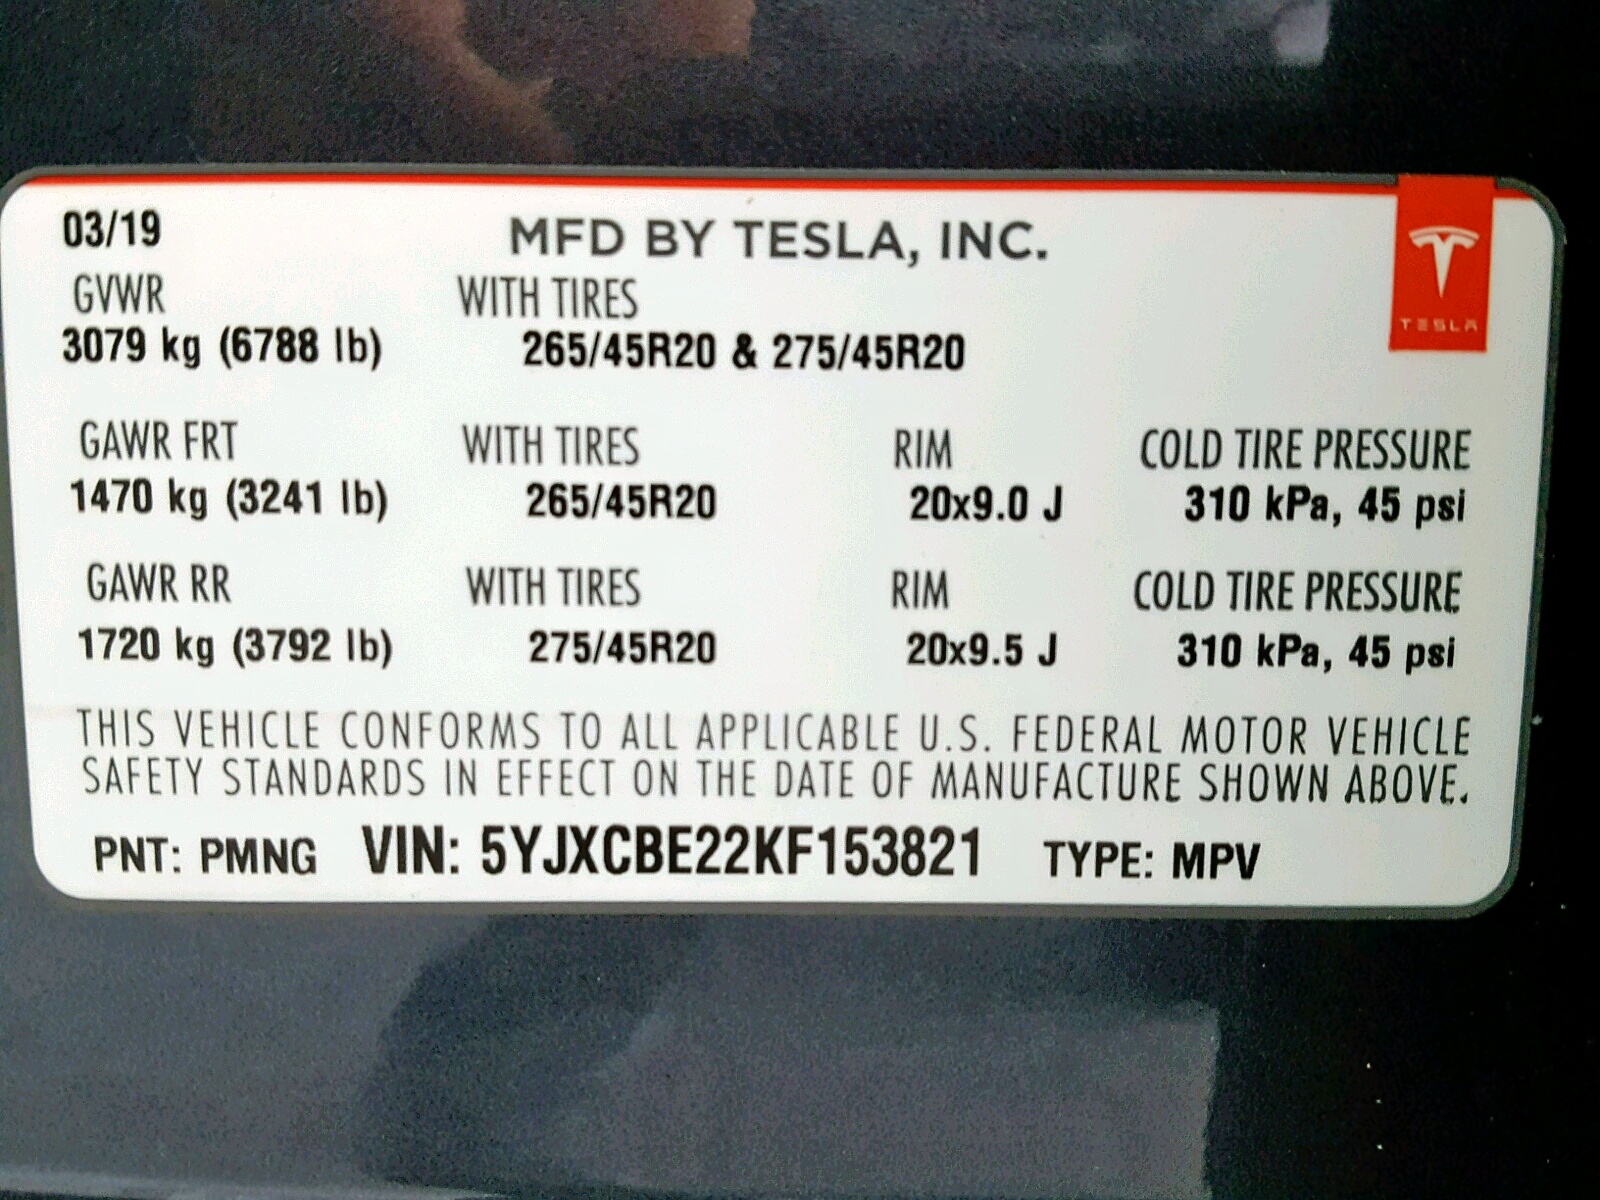 03/19 MFD BY TESLA, INC.
TESLA
GVWR WITH TIRES
3079 kg (6788 lb) 265/45R20 & 275/45R20
GAWR FRT WITH TIRES RIM COLD TIRE PRESSURE
1470 kg (3241 lb) 265/45R20 20x9.0 J 310 kPa, 45 psi
GAWR RR WITH TIRES RIM COLD TIRE PRESSURE
1720 kg (3792 lb) 275/45R20 20x9.5 J 310 kPa, 45 psi
THIS VEHICLE CONFORMS TO ALL APPLICABLE U.S. FEDERAL MOTOR VEHICLE
SAFETY STANDARDS IN EFFECT ON THE DATE OF MANUFACTURE SHOWN ABOVE.
PNT: PMNG VIN: 5YJXCBE22KF153821 TYPE: MPV